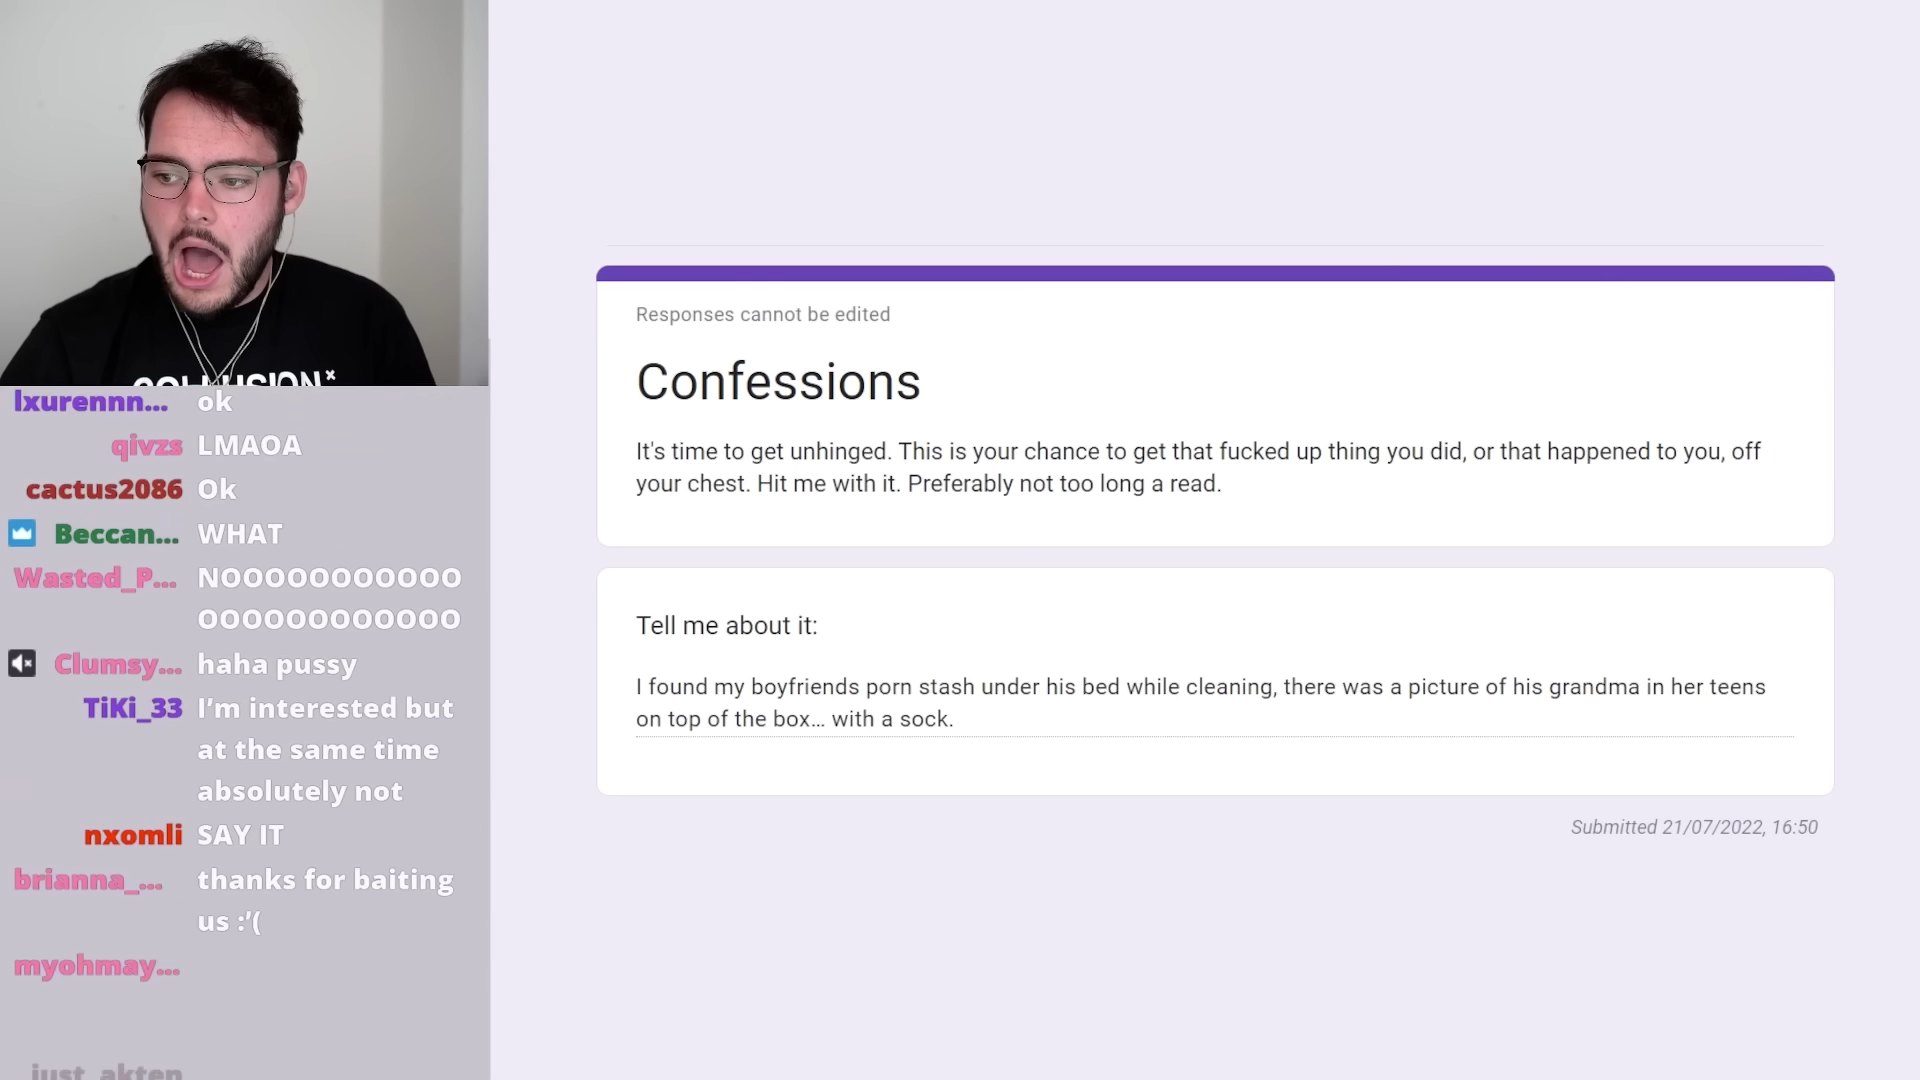 COLLUSION×
lxurennn... ok
qivzs LMAOA
cactus2086 Ok
Beccan... WHAT
Wasted_P... NOOOOOOOOOOO
OOOOOOOOOOOO
Clumsy... haha pussy
TiKi_33 I’m interested but
at the same time
absolutely not
nxomli SAY IT
brianna_... thanks for baiting
us :’(
myohmay...
just_akten
Responses cannot be edited
Confessions
It's time to get unhinged. This is your chance to get that fucked up thing you did, or that happened to you, off
your chest. Hit me with it. Preferably not too long a read.
Tell me about it:
I found my boyfriends porn stash under his bed while cleaning, there was a picture of his grandma in her teens
on top of the box... with a sock.
Submitted 21/07/2022, 16:50